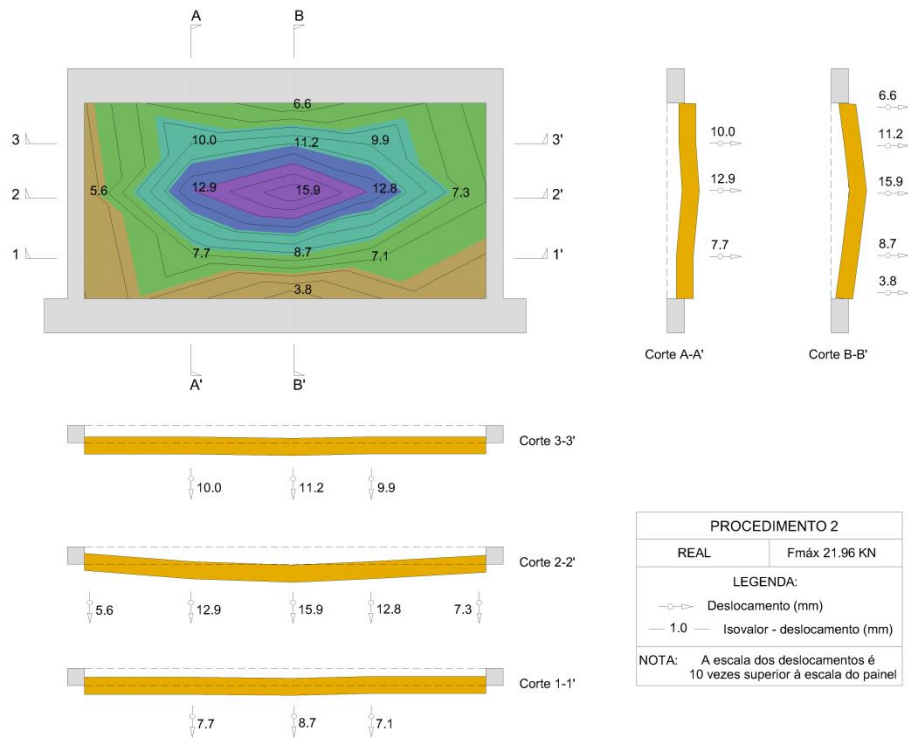 A B
6.6
3 10.0 11.2 9.9 3'
2 5.6 12.9 15.9 12.8 7.3 2'
1 7.7 8.7 7.1 1'
3.8
A' B'
10.0
12.9
7.7
Corte A-A'
6.6
11.2
15.9
8.7
3.8
Corte B-B'
Corte 3-3'
10.0 11.2 9.9
Corte 2-2'
5.6 12.9 15.9 12.8 7.3
Corte 1-1'
7.7 8.7 7.1
PROCEDIMENTO 2
REAL Fmáx 21.96 KN
LEGENDA:
Deslocamento (mm)
1.0 Isovalor - deslocamento (mm)
NOTA: A escala dos deslocamentos é
10 vezes superior à escala do painel